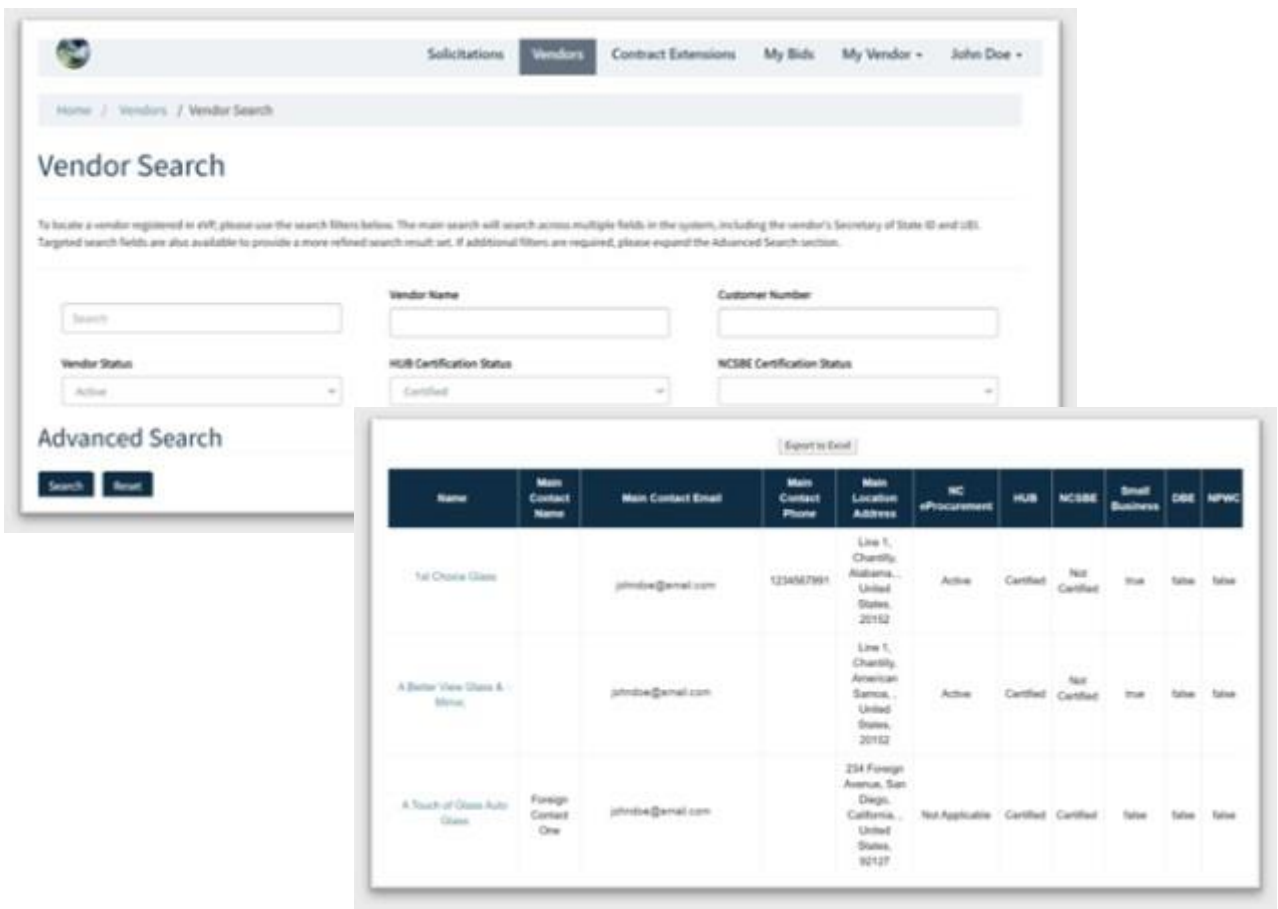 Solicitations Vendors Contract Extensions My Bids My Vendor John Doe
Home / Vendors / Vendor Search
Vendor Search
To locate a vendor registered in eVP, please use the search filters below. The main search will search across multiple fields in the system, including the vendor's Secretary of State ID and UEI.
Targeted search fields are also available to provide a more refined search result set. If additional filters are required, please expand the Advanced Search section.
Vendor Name Customer Number
Search
Vendor Status HUB Certification Status NCSBE Certification Status
Active Certified
Advanced Search
Search Reset
Export to Excel
Name Main Contact Name Main Contact Email Main Contact Phone Main Location Address NC eProcurement HUB NCSBE Small Business DBE NPWC
1st Choice Glass johndoe@email.com 1234567991 Line 1, Chantilly, Alabama, , United States, 20152 Active Certified Not Certified true false false
A Better View Glass & Mirror, johndoe@email.com Line 1, Chantilly, American Samoa, , United States, 20152 Active Certified Not Certified true false false
A Touch of Glass Auto Glass Foreign Contact One johndoe@email.com 234 Foreign Avenue, San Diego, California, , United States, 92127 Not Applicable Certified Certified false false false